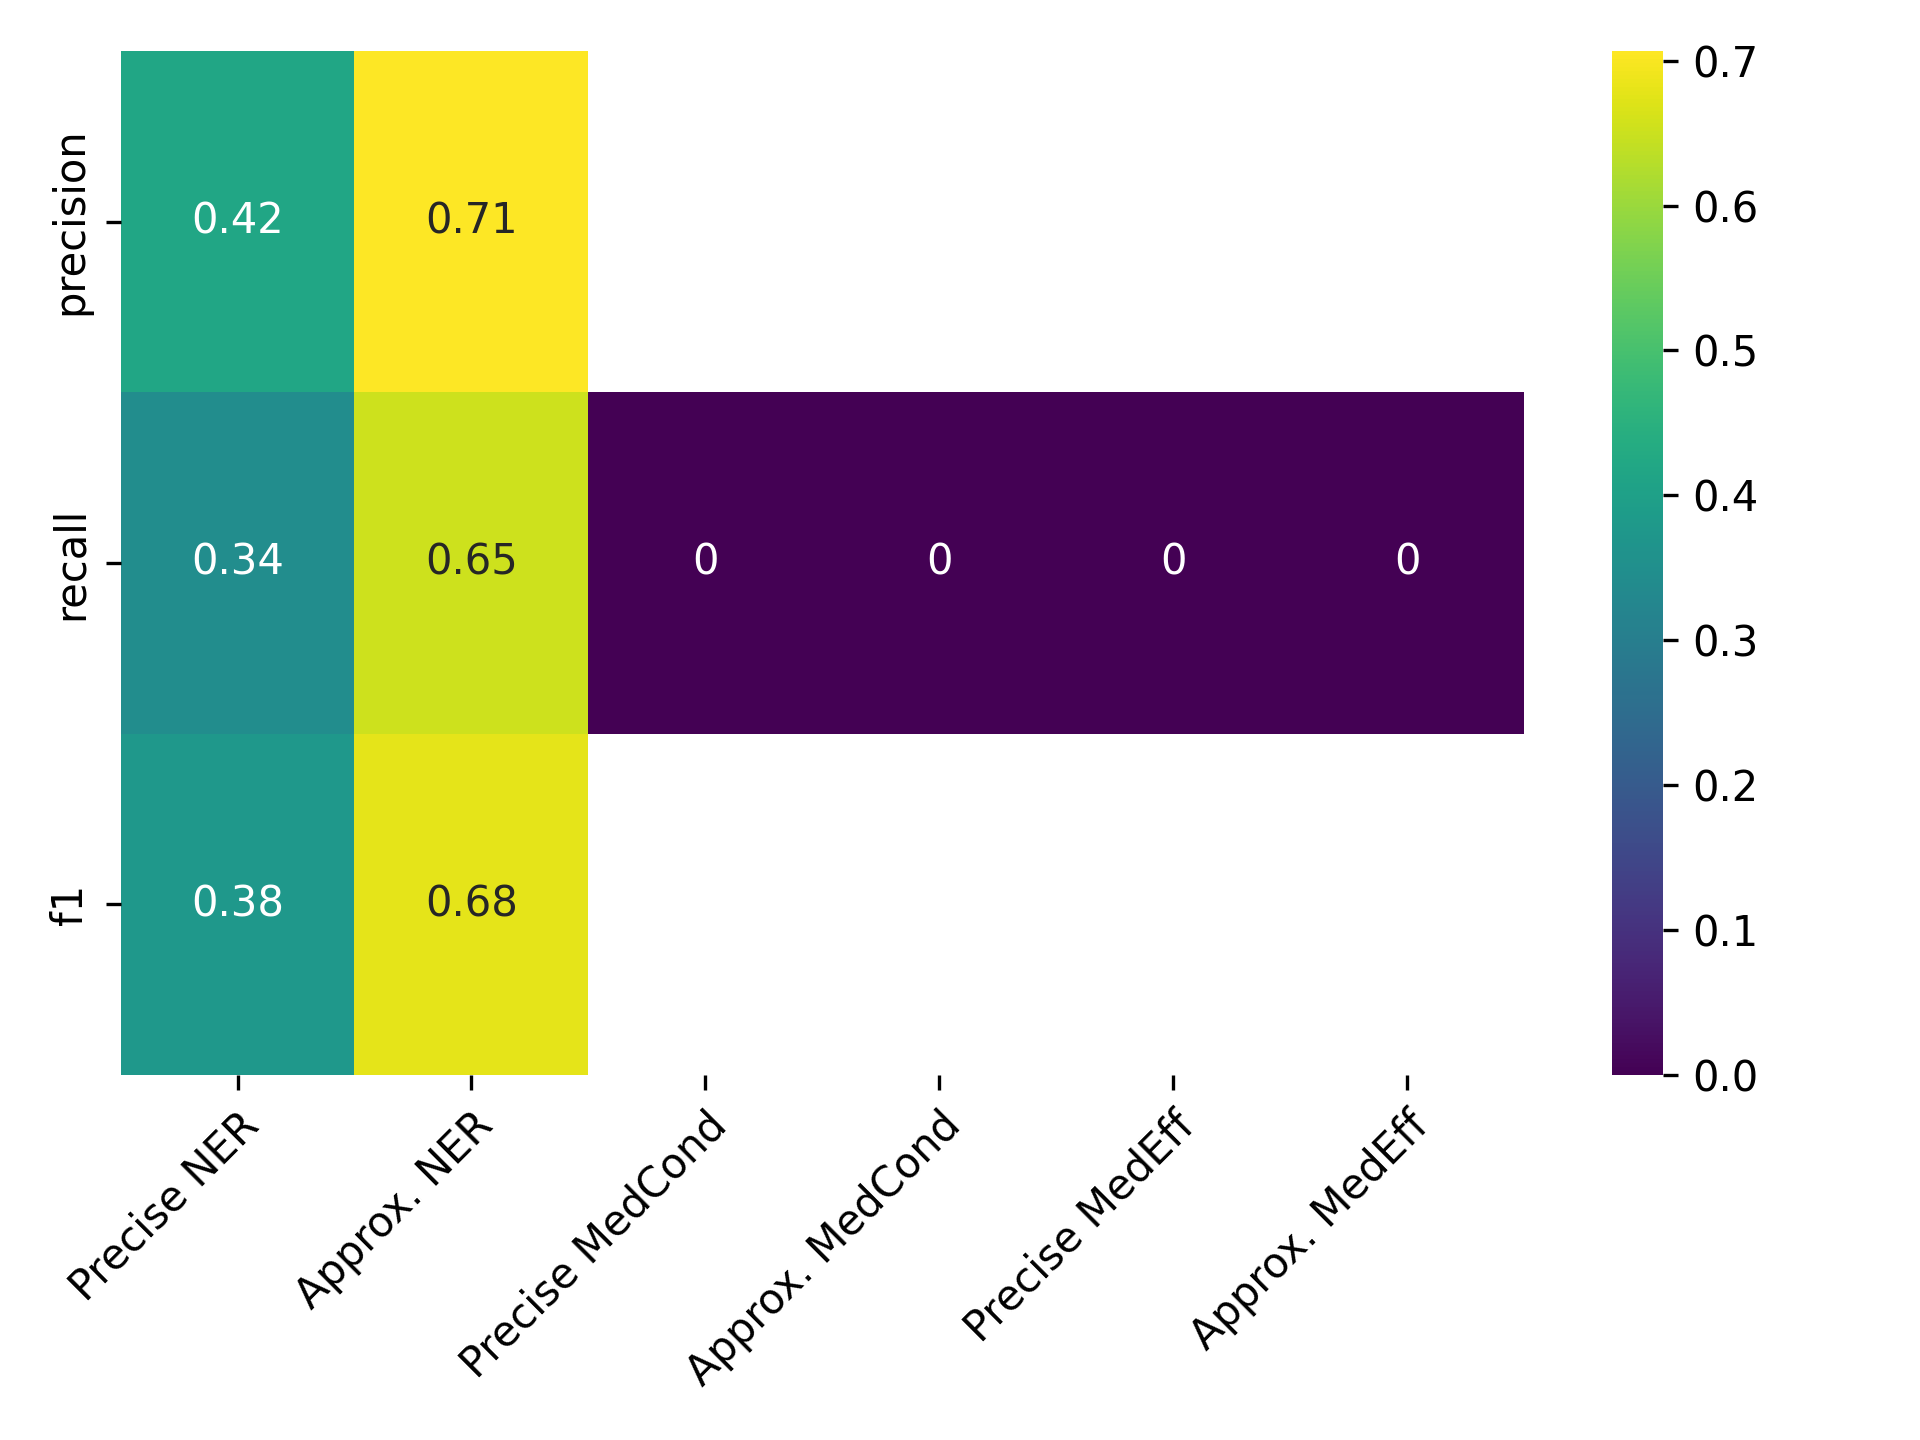 precision
0.42 0.71
recall
0.34 0.65 0 0 0 0
f1
0.38 0.68
Precise NER
Approx. NER
Precise MedCond
Approx. MedCond
Precise MedEff
Approx. MedEff
0.7
0.6
0.5
0.4
0.3
0.2
0.1
0.0